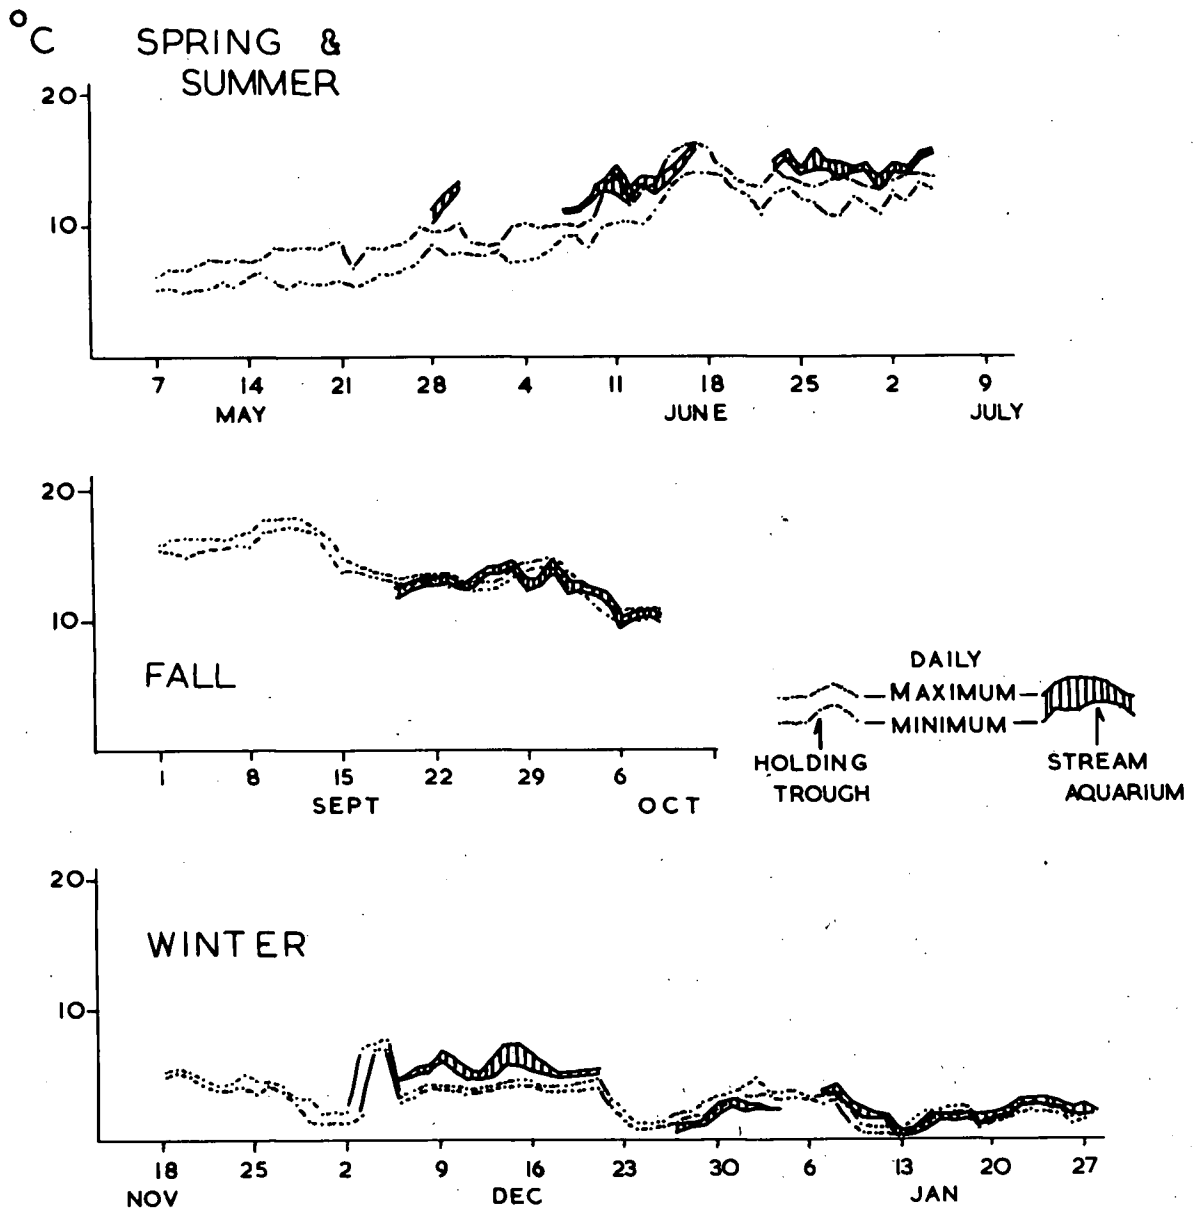 °C
SPRING &
SUMMER
20
10
7 14 21 28 4 11 18 25 2 9
MAY JUNE JULY
20
10
FALL
1 8 15 22 29 6
SEPT OCT
DAILY
MAXIMUM
MINIMUM
HOLDING
TROUGH
STREAM
AQUARIUM
20
WINTER
10
18 25 2 9 16 23 30 6 13 20 27
NOV DEC JAN